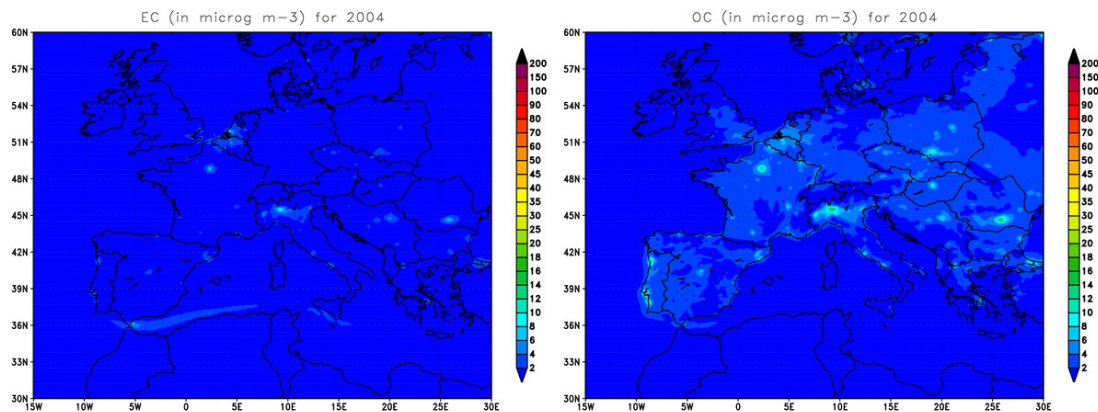 EC (in microg m-3) for 2004
60N
57N
54N
51N
48N
45N
42N
39N
36N
33N
30N
15W 10W 5W 0 5E 10E 15E 20E 25E 30E
200
150
100
90
80
70
60
50
45
40
35
30
25
20
18
16
14
12
10
8
6
4
2
OC (in microg m-3) for 2004
60N
57N
54N
51N
48N
45N
42N
39N
36N
33N
30N
15W 10W 5W 0 5E 10E 15E 20E 25E 30E
200
150
100
90
80
70
60
50
45
40
35
30
25
20
18
16
14
12
10
8
6
4
2